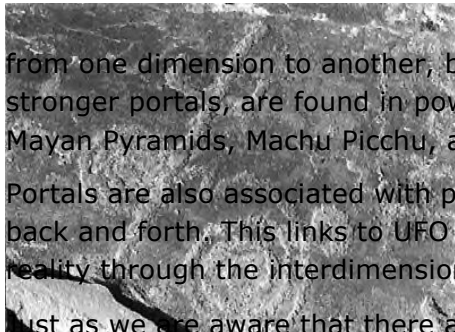 from one dimension to another, b
stronger portals, are found in pow
Mayan Pyramids, Machu Picchu, a
Portals are also associated with p
back and forth. This links to UFO
reality through the interdimension
Just as we are aware that there a